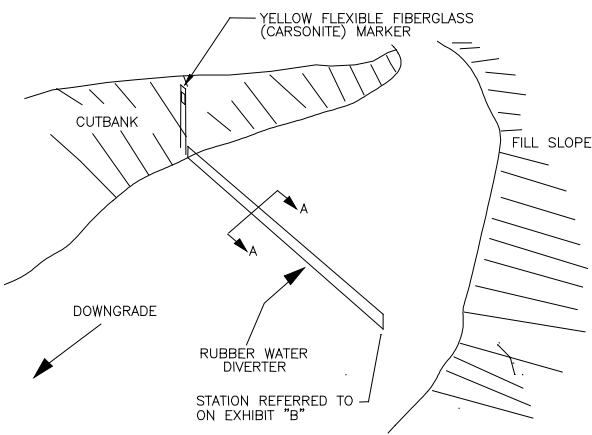 YELLOW FLEXIBLE FIBERGLASS
(CARSONITE) MARKER
CUTBANK
FILL SLOPE
A
A
DOWNGRADE
RUBBER WATER
DIVERTER
STATION REFERRED TO
ON EXHIBIT "B"